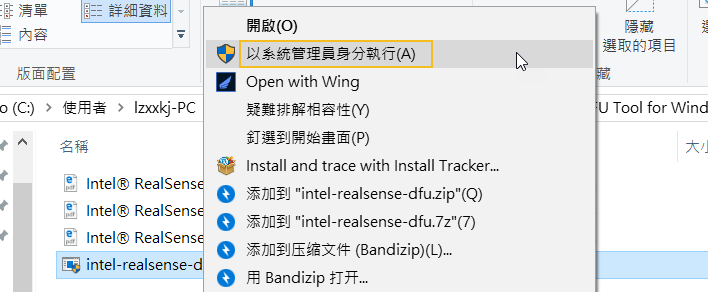 清單
詳細資料
內容
版面配置
隱藏
選取的項目
開啟(O)
以系統管理員身分執行(A)
Open with Wing
疑難排解相容性(Y)
釘選到開始畫面(P)
Install and trace with Install Tracker...
添加到 "intel-realsense-dfu.zip"(Q)
添加到 "intel-realsense-dfu.7z"(7)
添加到压缩文件 (Bandizip)(L)...
用 Bandizip 打开...
o (C:) › 使用者 › lzxxkj-PC
FU Tool for Wind
名稱
大小
Intel® RealSense
Intel® RealSense
Intel® RealSense
intel-realsense-d